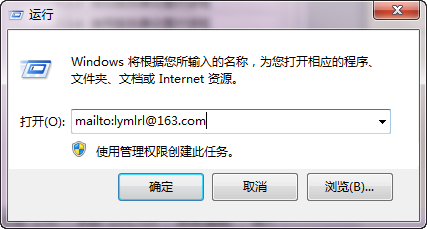 运行
Windows 将根据您所输入的名称，为您打开相应的程序、
文件夹、文档或 Internet 资源。
打开(O): mailto:lymlrl@163.com
使用管理权限创建此任务。
确定 取消 浏览(B)...